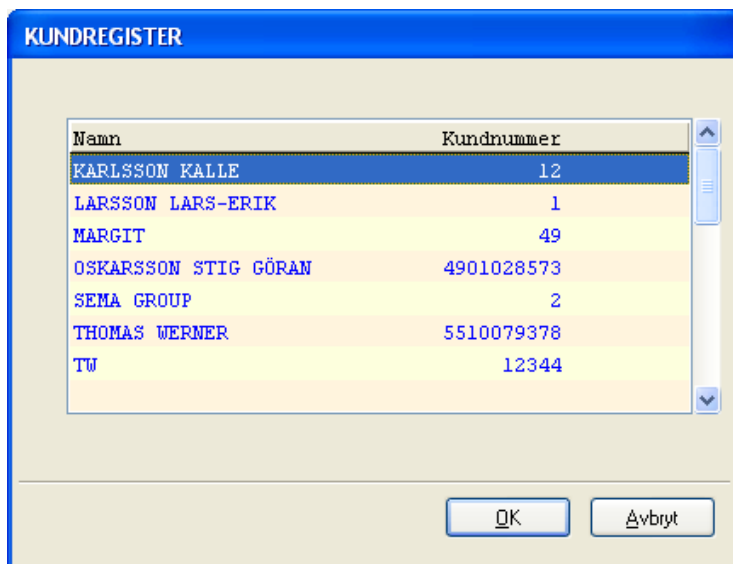 KUNDREGISTER
Namn Kundnummer
KARLSSON KALLE 12
LARSSON LARS-ERIK 1
MARGIT 49
OSKARSSON STIG GÖRAN 4901028573
SEMA GROUP 2
THOMAS WERNER 5510079378
TW 12344
OK Avbryt